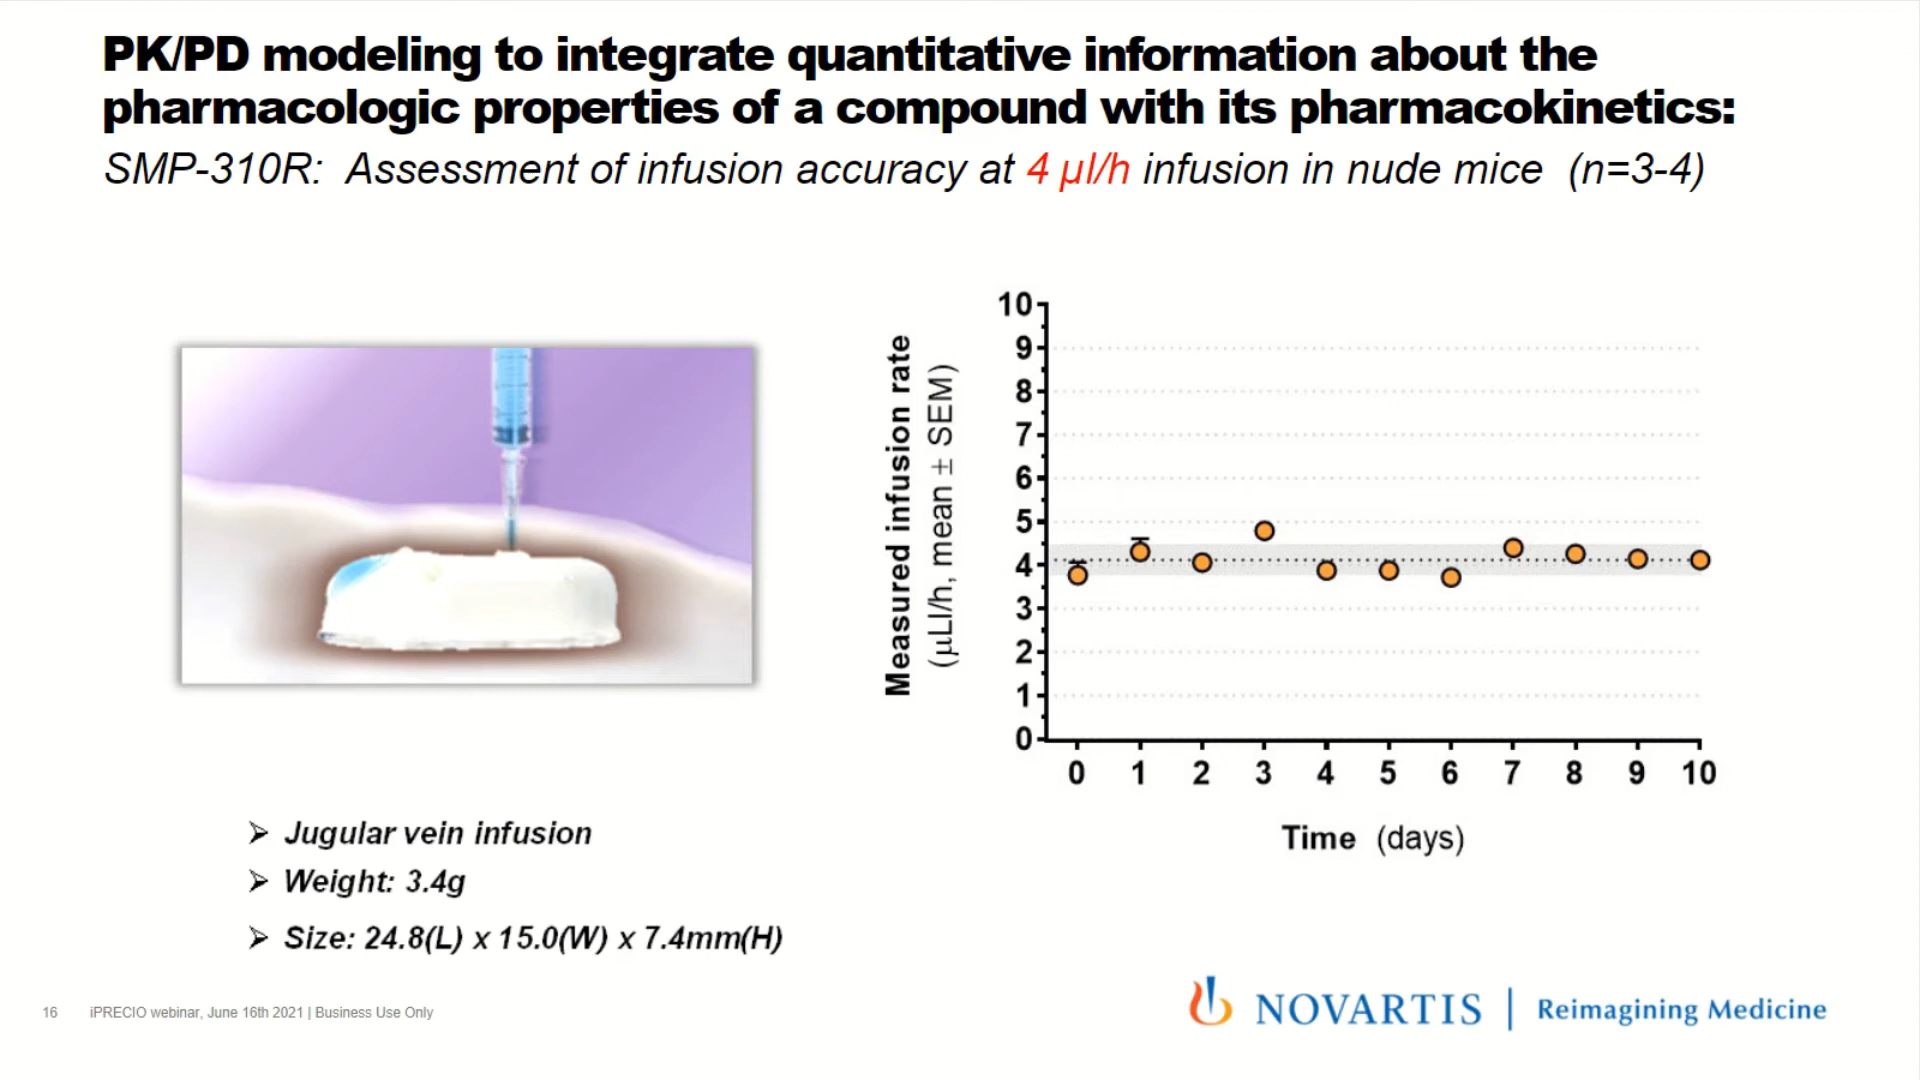 PK/PD modeling to integrate quantitative information about the
pharmacologic properties of a compound with its pharmacokinetics:
SMP-310R: Assessment of infusion accuracy at 4 µl/h infusion in nude mice (n=3-4)
Measured infusion rate
(µLl/h, mean ± SEM)
10
9
8
7
6
5
4
3
2
1
0
0 1 2 3 4 5 6 7 8 9 10
Time (days)
➢ Jugular vein infusion
➢ Weight: 3.4g
➢ Size: 24.8(L) x 15.0(W) x 7.4mm(H)
16 iPRECIO webinar, June 16th 2021 | Business Use Only
NOVARTIS | Reimagining Medicine